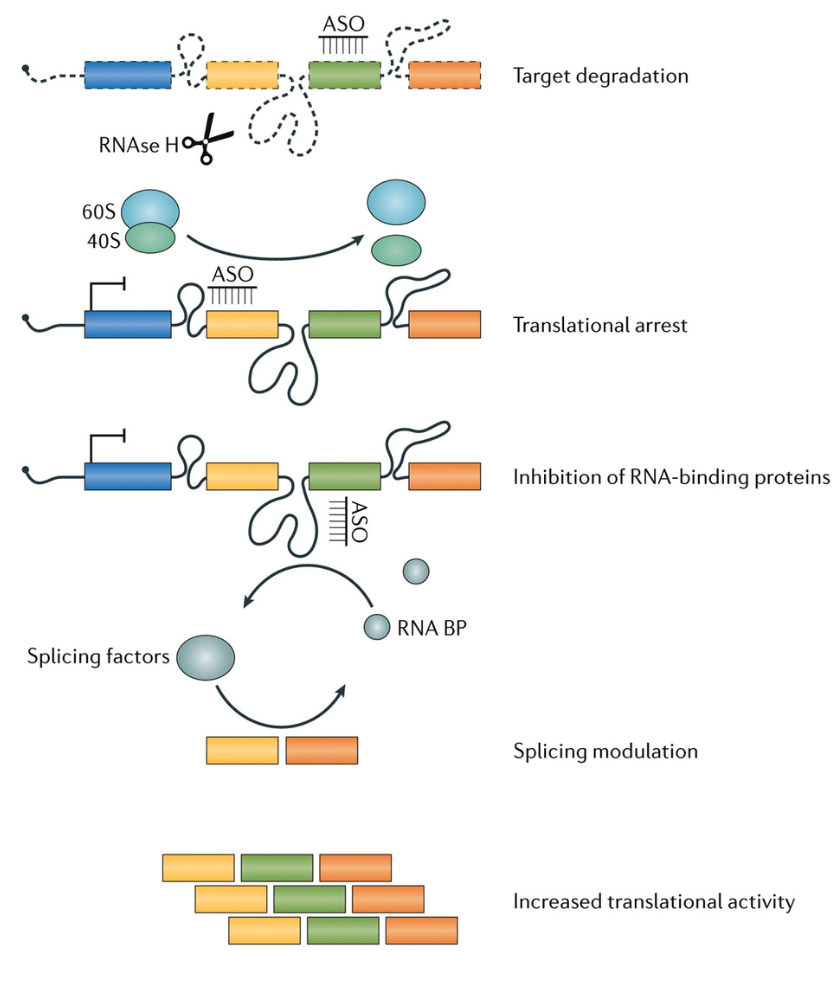 ASO
Target degradation
RNAse H
60S
40S
ASO
Translational arrest
Inhibition of RNA-binding proteins
ASO
RNA BP
Splicing factors
Splicing modulation
Increased translational activity